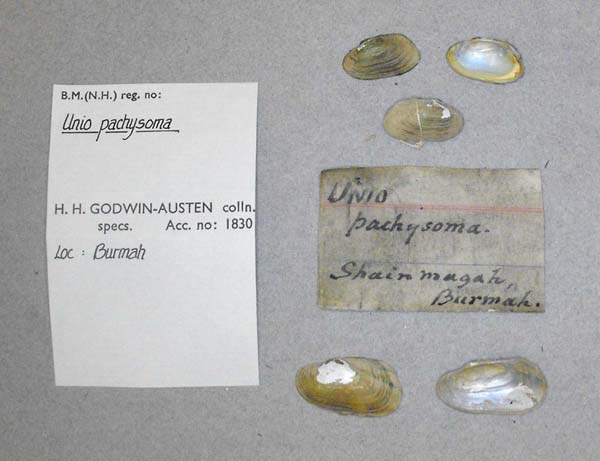 B.M.(N.H.) reg. no:
Unio pachysoma
H. H. GODWIN-AUSTEN colln.
specs. Acc. no: 1830
Loc : Burmah
Unio
pachysoma.
Shainmagah,
Burmah.